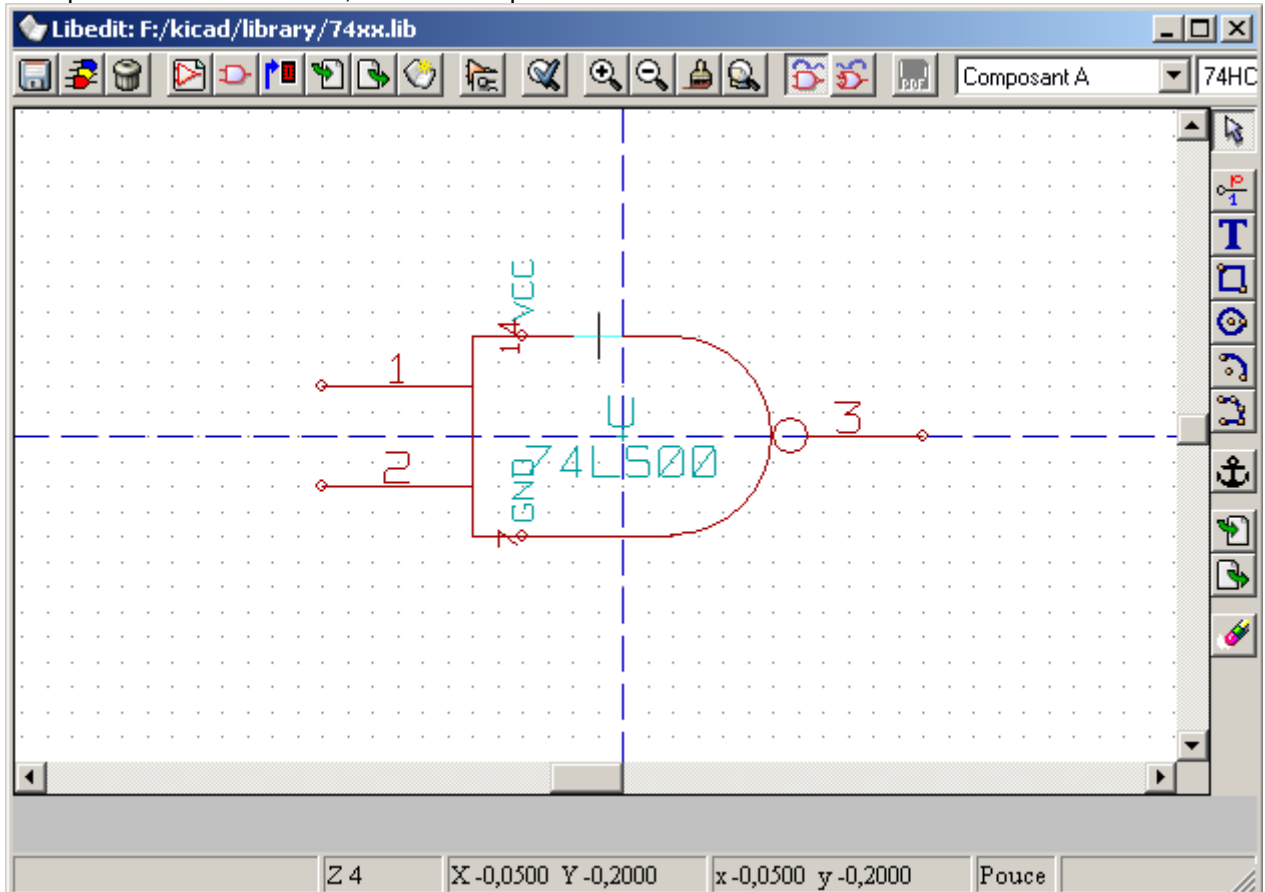 Libedit: F:/kicad/library/74xx.lib
Composant A 74HC
VCC
14
1
U
3
74LS00
2
GND
7
Z 4 X -0,0500 Y -0,2000 x -0,0500 y -0,2000 Pouce